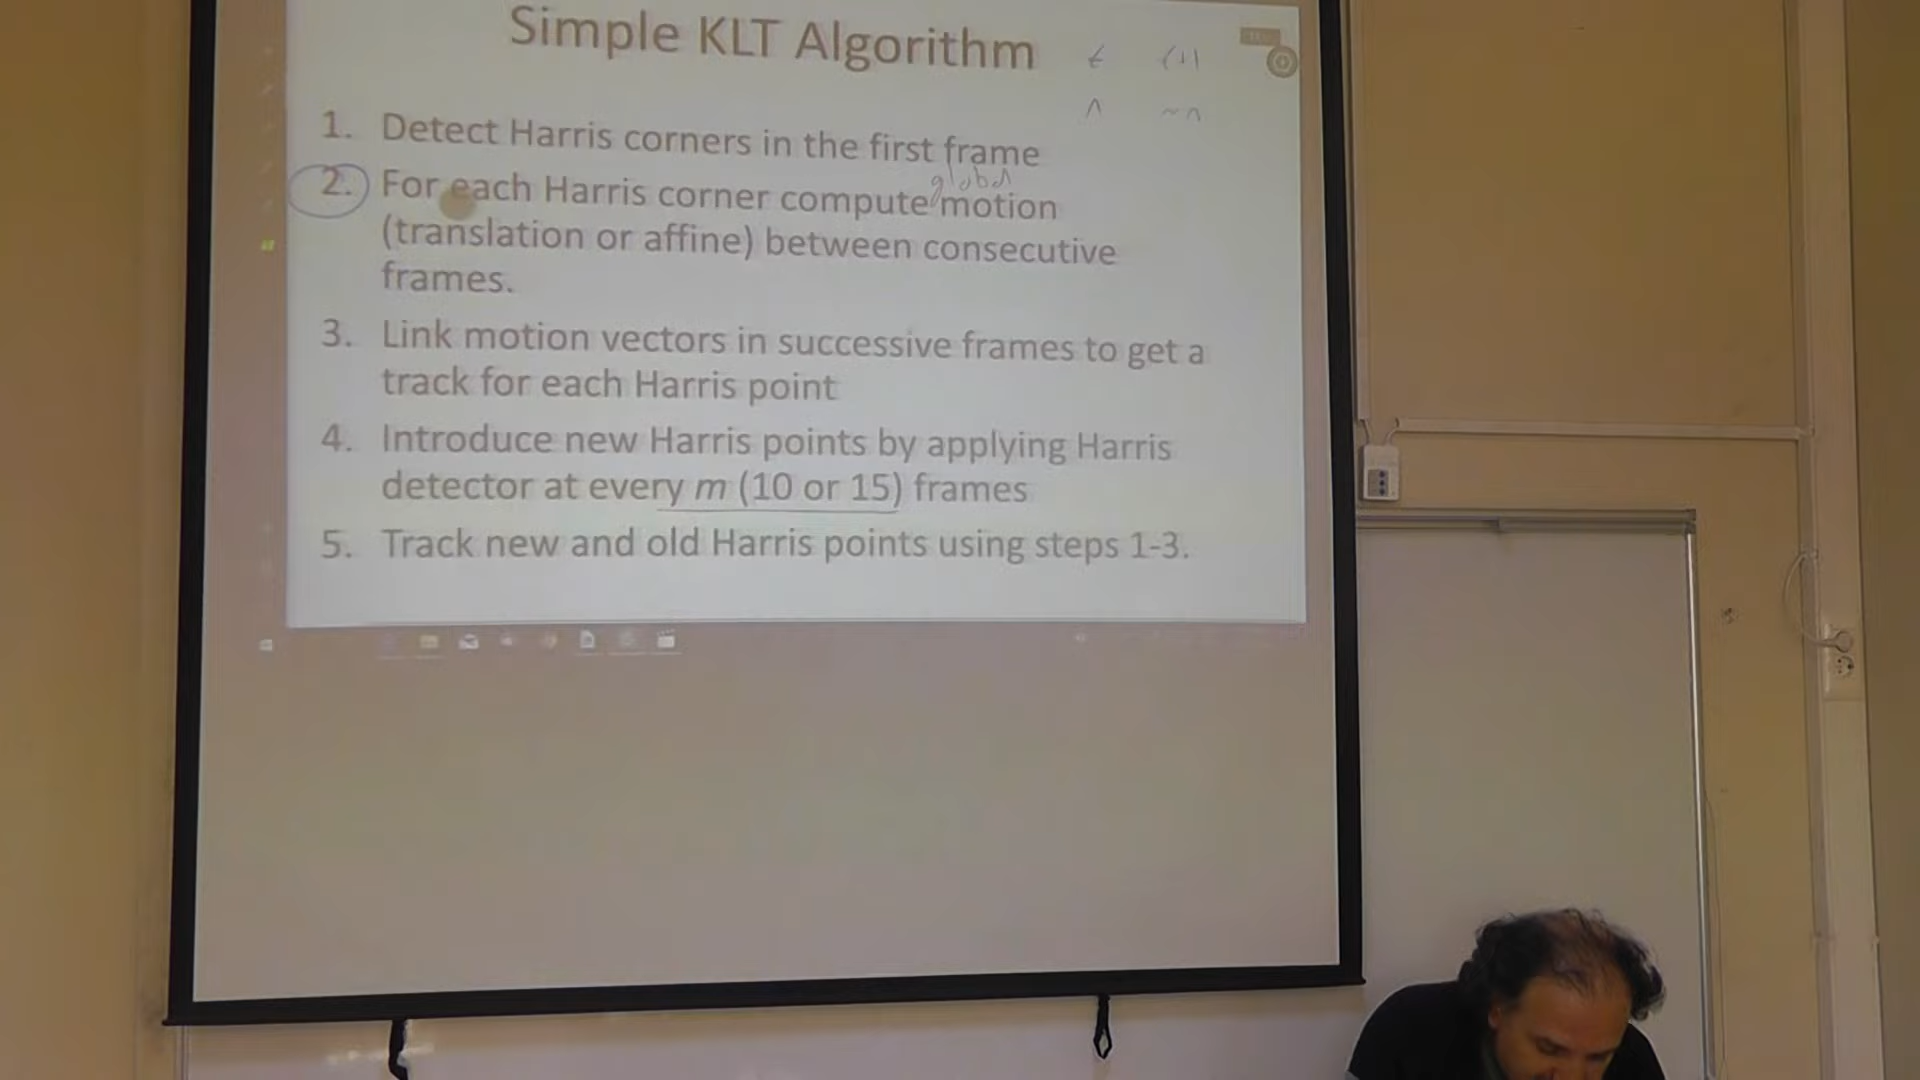 Simple KLT Algorithm
t
1. Detect Harris corners in the first frame
global
2. For each Harris corner compute motion
(translation or affine) between consecutive
frames.
3. Link motion vectors in successive frames to get a
track for each Harris point
4. Introduce new Harris points by applying Harris
detector at every m (10 or 15) frames
5. Track new and old Harris points using steps 1-3.